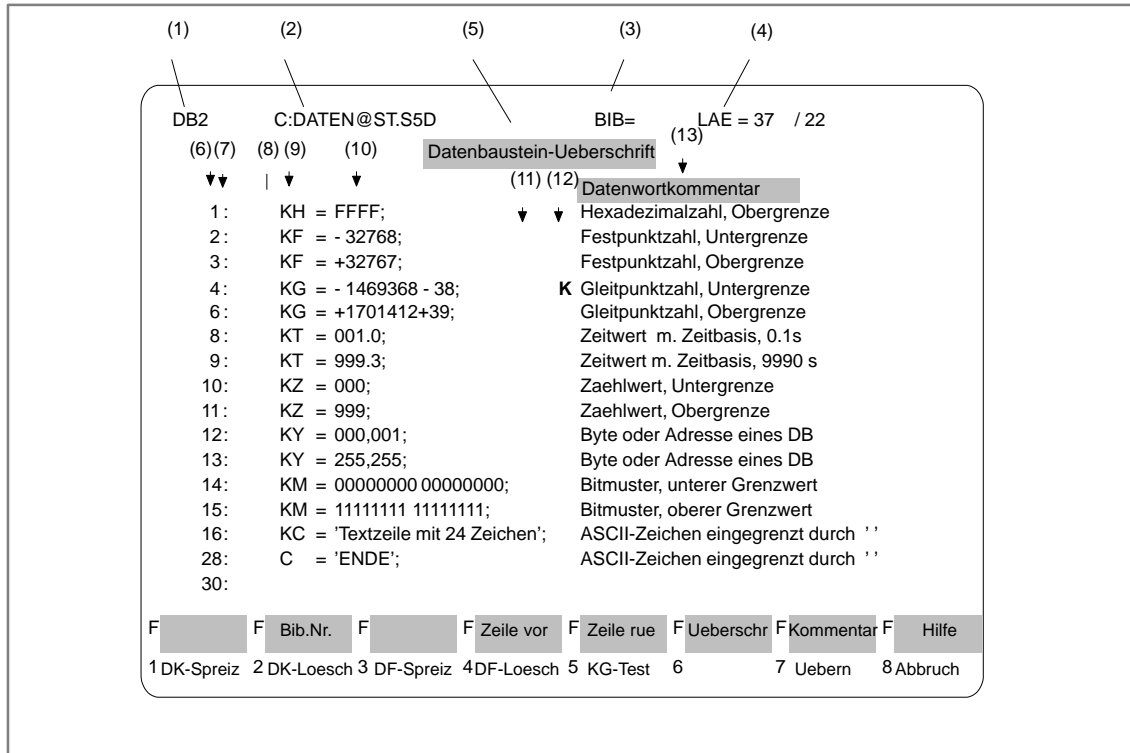 (1) (2) (5) (3) (4)
DB2 C:DATEN@ST.S5D BIB= LAE = 37 / 22
(13)
(6) (7) (8) (9) (10) Datenbaustein-Ueberschrift
(11) (12) Datenwortkommentar
1: KH = FFFF; Hexadezimalzahl, Obergrenze
2: KF = - 32768; Festpunktzahl, Untergrenze
3: KF = +32767; Festpunktzahl, Obergrenze
4: KG = - 1469368 - 38; K Gleitpunktzahl, Untergrenze
6: KG = +1701412+39; Gleitpunktzahl, Obergrenze
8: KT = 001.0; Zeitwert m. Zeitbasis, 0.1s
9: KT = 999.3; Zeitwert m. Zeitbasis, 9990 s
10: KZ = 000; Zaehlwert, Untergrenze
11: KZ = 999; Zaehlwert, Obergrenze
12: KY = 000,001; Byte oder Adresse eines DB
13: KY = 255,255; Byte oder Adresse eines DB
14: KM = 00000000 00000000; Bitmuster, unterer Grenzwert
15: KM = 11111111 11111111; Bitmuster, oberer Grenzwert
16: KC = 'Textzeile mit 24 Zeichen'; ASCII-Zeichen eingegrenzt durch ' '
28: C = 'ENDE'; ASCII-Zeichen eingegrenzt durch ' '
30:
F F Bib.Nr. F F Zeile vor F Zeile rue F Ueberschr F Kommentar F Hilfe
1 DK-Spreiz 2 DK-Loesch 3 DF-Spreiz 4 DF-Loesch 5 KG-Test 6 7 Uebern 8 Abbruch